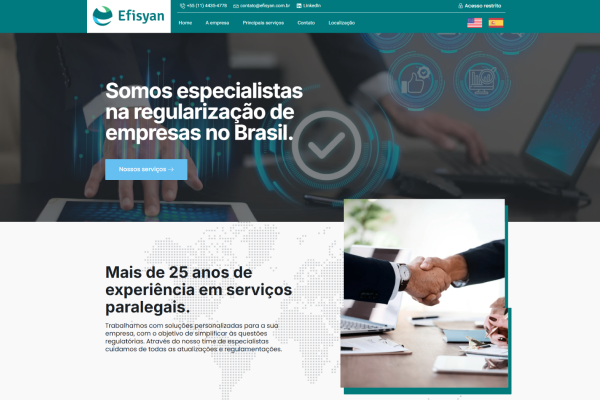 Efisyan
+55 (11) 4430-4778
contato@efisyan.com.br
LinkedIn
Acesso restrito
Home
A empresa
Principais serviços
Contato
Localização
Somos especialistas
na regularização de
empresas no Brasil.
Nossos serviços →
Mais de 25 anos de
experiência em serviços
paralegais.
Trabalhamos com soluções personalizadas para a sua
empresa, com o objetivo de simplificar às questões
regulatórias. Através do nosso time de especialistas
cuidamos de todas as atualizações e regulamentações.